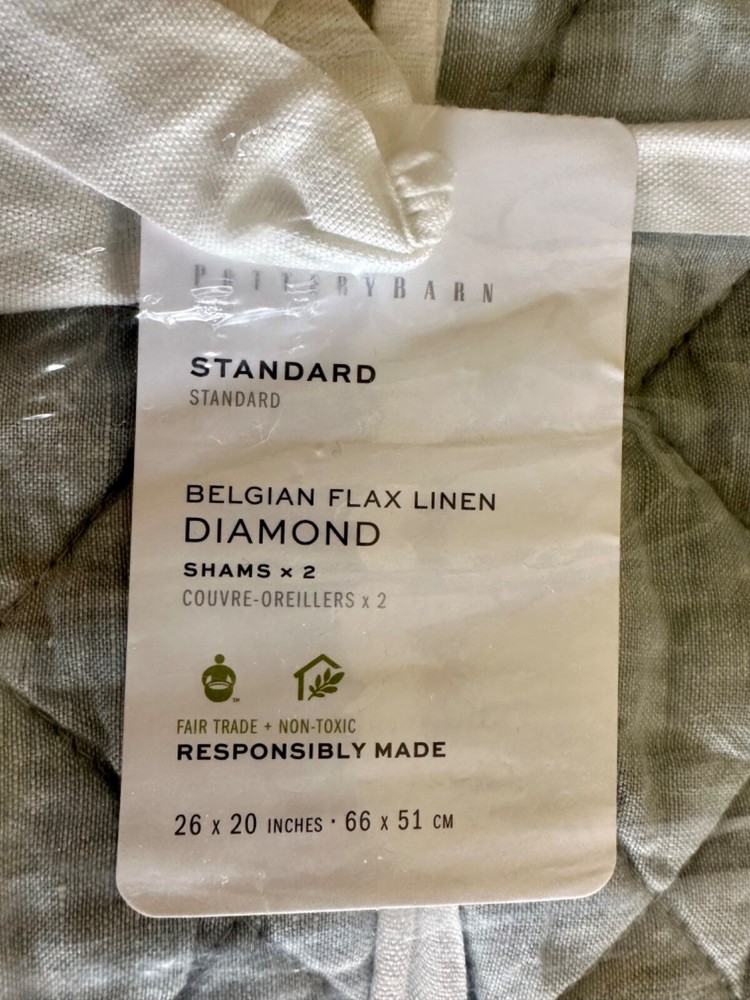 POTTERYBARN
STANDARD
STANDARD
BELGIAN FLAX LINEN
DIAMOND
SHAMS x 2
COUVRE-OREILLERS x 2
FAIR TRADE + NON-TOXIC
RESPONSIBLY MADE
26 x 20 INCHES · 66 x 51 CM